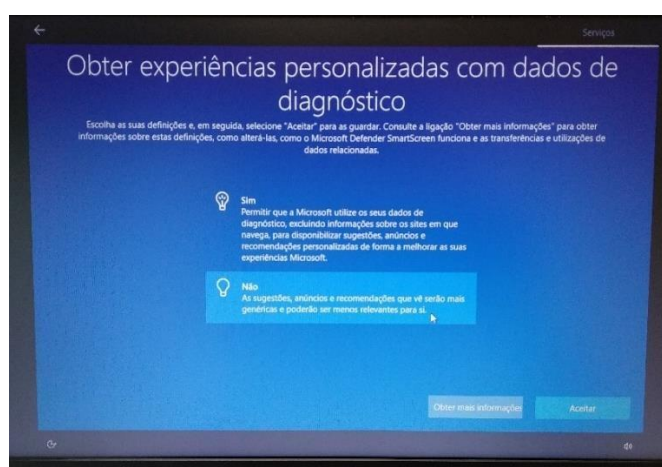 Serviços
Obter experiências personalizadas com dados de
diagnóstico
Escolha as suas definições e, em seguida, selecione "Aceitar" para as guardar. Consulte a ligação "Obter mais informações" para obter
informações sobre estas definições, como alterá-las, como o Microsoft Defender SmartScreen funciona e as transferências e utilizações de
dados relacionadas.
Sim
Permitir que a Microsoft utilize os seus dados de
diagnóstico, excluindo informações sobre os sites em que
navega, para disponibilizar sugestões, anúncios e
recomendações personalizadas de forma a melhorar as suas
experiências Microsoft.
Não
As sugestões, anúncios e recomendações que vê serão mais
genéricas e poderão ser menos relevantes para si.
Obter mais informações
Aceitar